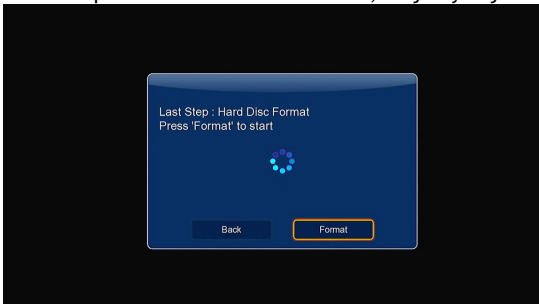 Last Step : Hard Disc Format
Press 'Format' to start
Back
Format